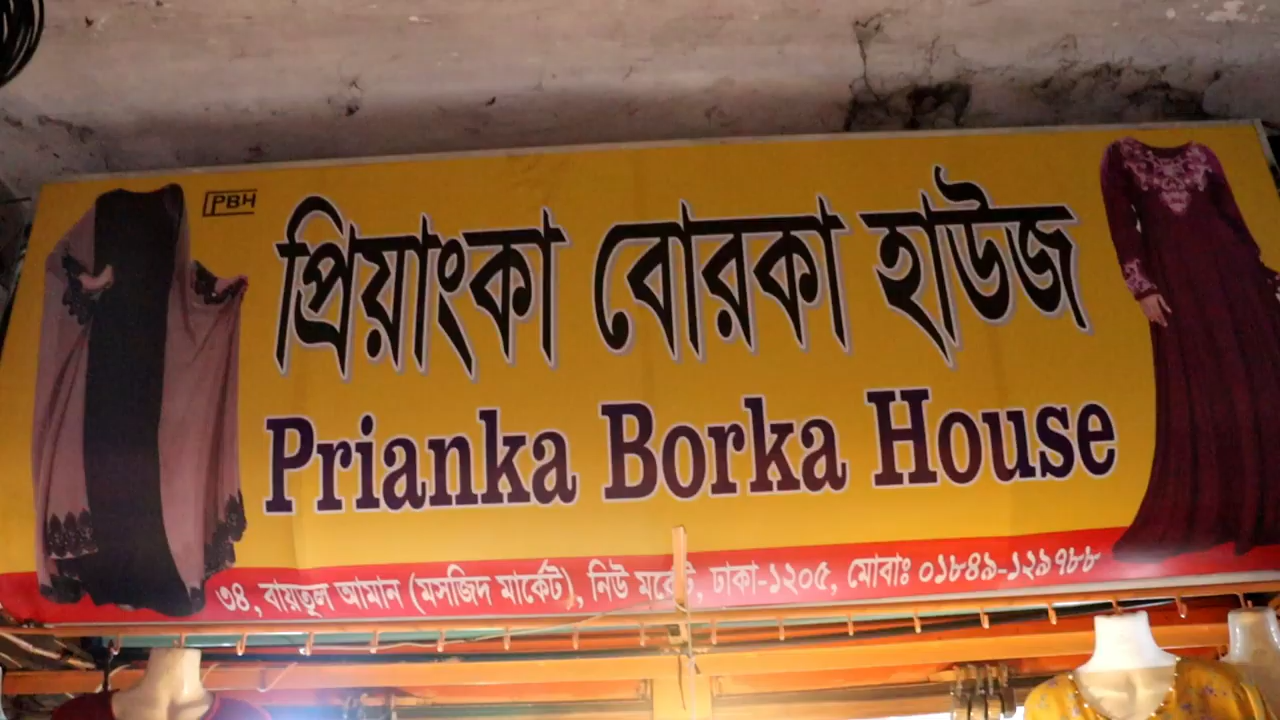 PBH
প্রিয়াংকা বোরকা হাউজ
Prianka Borka House
৩৪, বায়তুল আমান (মসজিদ মার্কেট), নিউ মার্কেট, ঢাকা-১২০৫, মোবাঃ ০১৮৪৯-১২৯৭৮৮